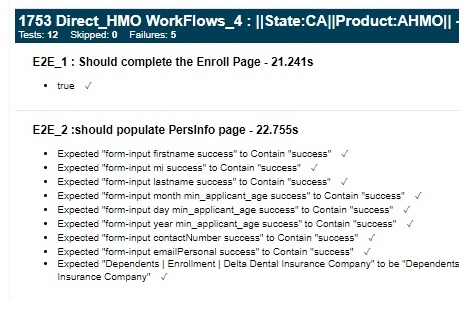 1753 Direct_HMO WorkFlows_4 : ||State:CA||Product:AHMO|| -
Tests: 12 Skipped: 0 Failures: 5
E2E_1 : Should complete the Enroll Page - 21.241s
• true ✓
E2E_2 :should populate PersInfo page - 22.755s
• Expected "form-input firstname success" to Contain "success" ✓
• Expected "form-input mi success" to Contain "success" ✓
• Expected "form-input lastname success" to Contain "success" ✓
• Expected "form-input month min_applicant_age success" to Contain "success" ✓
• Expected "form-input day min_applicant_age success" to Contain "success" ✓
• Expected "form-input year min_applicant_age success" to Contain "success" ✓
• Expected "form-input contactNumber success" to Contain "success" ✓
• Expected "form-input emailPersonal success" to Contain "success" ✓
• Expected "Dependents | Enrollment | Delta Dental Insurance Company" to be "Dependents
Insurance Company" ✓